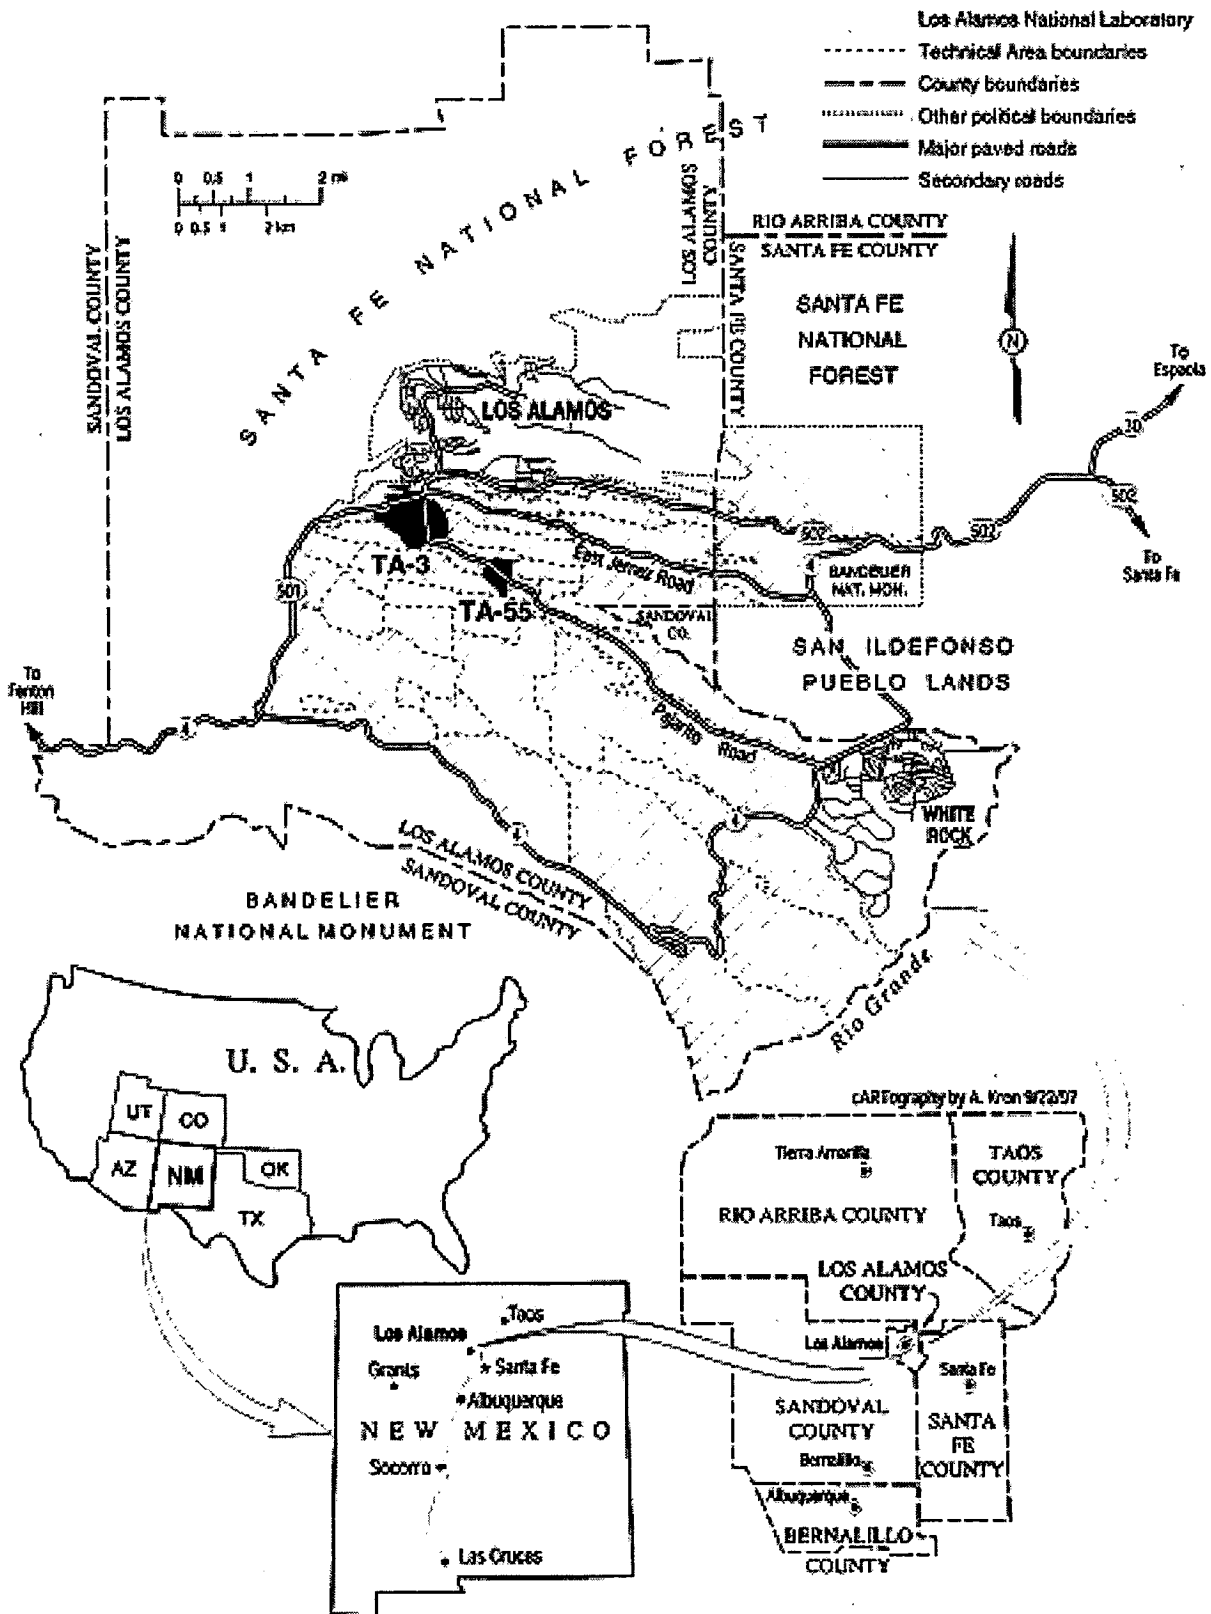 Los Alamos National Laboratory
Technical Area boundaries
County boundaries
Other political boundaries
Major paved roads
Secondary roads
0 0.5 1 2 mi
0 0.5 1 2 km
SANTA FE NATIONAL FOREST
SANDOVAL COUNTY
LOS ALAMOS COUNTY
LOS ALAMOS
COUNTY
SANTA FE COUNTY
RIO ARRIBA COUNTY
SANTA FE COUNTY
SANTA FE
NATIONAL
FOREST
N
To
Espaola
30
502
To
Santa Fe
LOS ALAMOS
502
502
TA-3
East Jemez Road
4
BANDELIER
NAT. MON.
501
TA-55
SANDOVAL
CO.
SAN ILDEFONSO
PUEBLO LANDS
To
Fenton
Hill
4
Pajarito Road
WHITE
ROCK
4
4
LOS ALAMOS COUNTY
SANDOVAL COUNTY
BANDELIER
NATIONAL MONUMENT
Rio Grande
U. S. A.
UT
CO
AZ
NM
OK
TX
cARTography by A. Kron 9/22/97
Tierra Amarilla
TAOS
COUNTY
RIO ARRIBA COUNTY
Taos
LOS ALAMOS
COUNTY
Los Alamos
Santa Fe
SANDOVAL
COUNTY
SANTA
FE
COUNTY
Bernalillo
Albuquerque
BERNALILLO
COUNTY
Taos
Los Alamos
Santa Fe
Grants
Albuquerque
NEW MEXICO
Socorro
Las Cruces